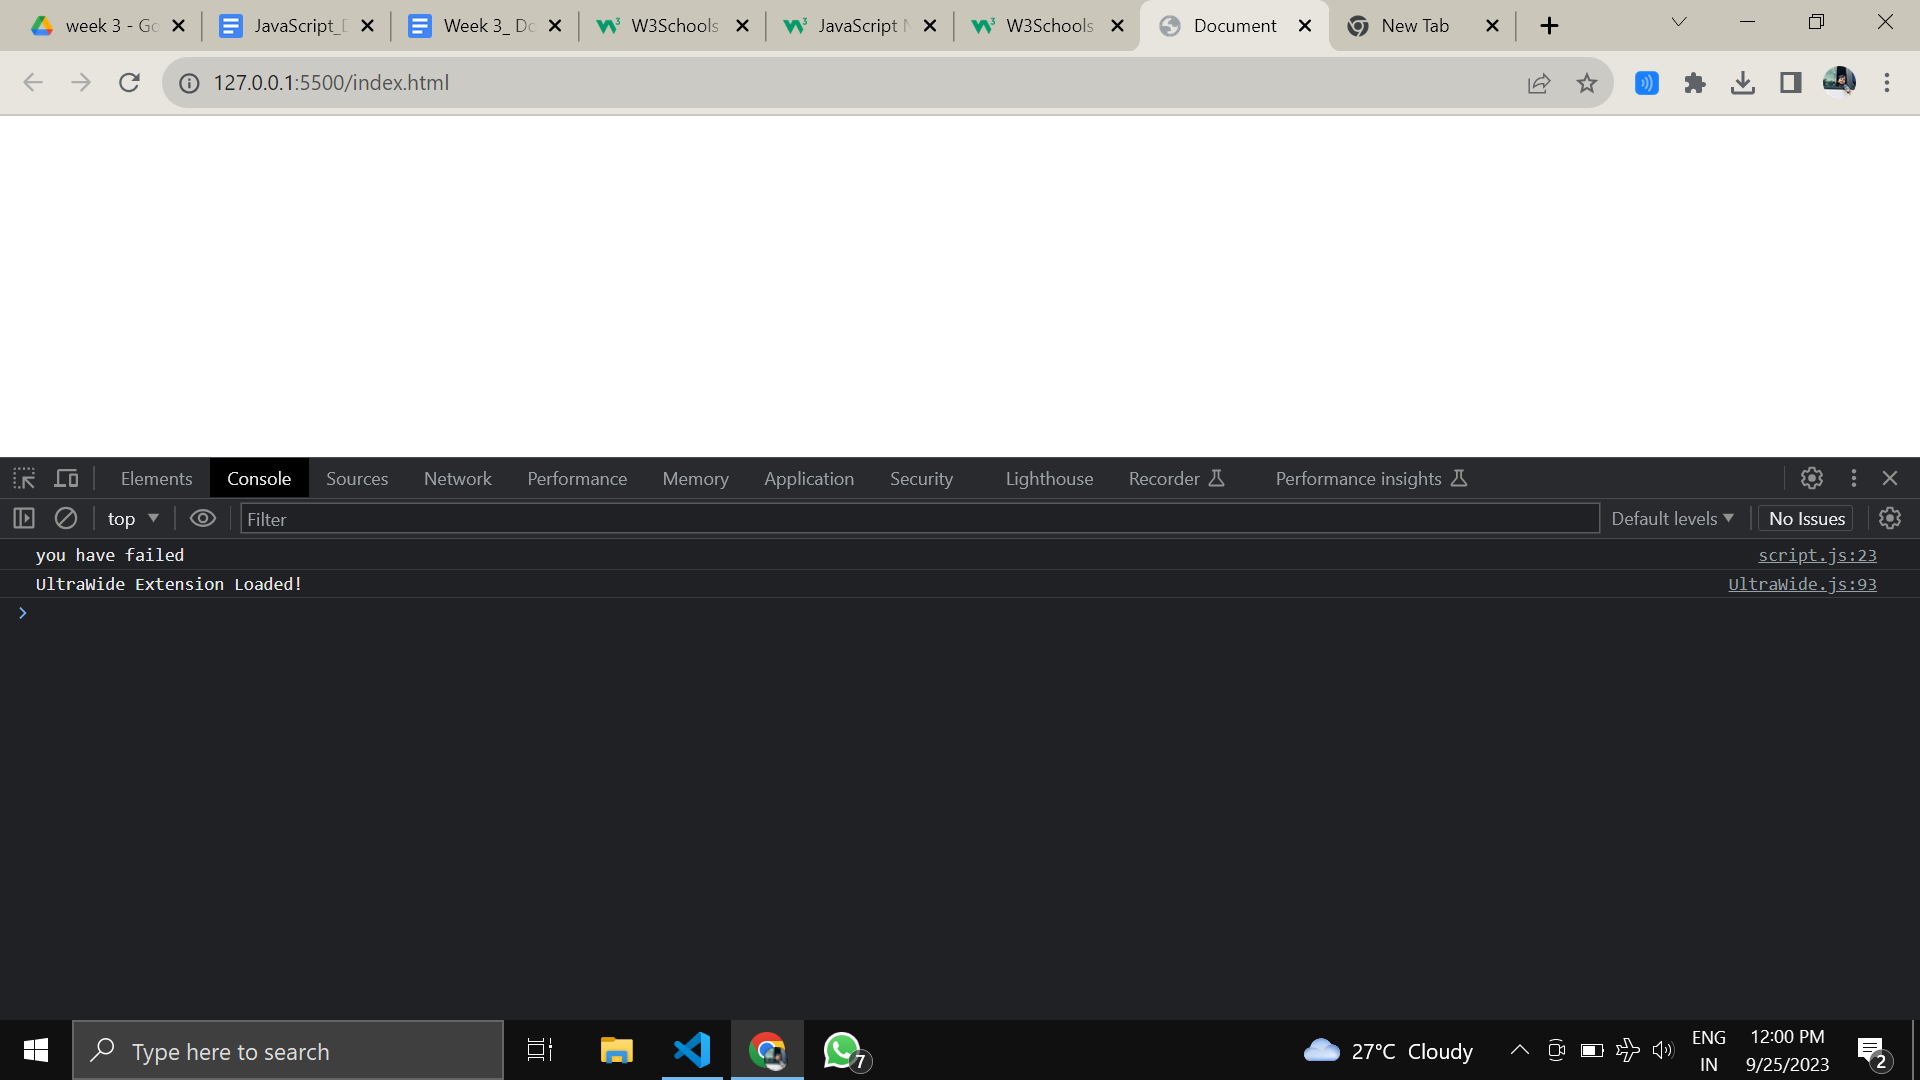 week 3 - Go
JavaScript_D
Week 3_ Do
W3Schools
JavaScript N
W3Schools
Document
New Tab
127.0.0.1:5500/index.html
Elements
Console
Sources
Network
Performance
Memory
Application
Security
Lighthouse
Recorder
Performance insights
top
Filter
Default levels
No Issues
you have failed
script.js:23
UltraWide Extension Loaded!
UltraWide.js:93
Type here to search
7
27°C Cloudy
ENG
IN
12:00 PM
9/25/2023
2